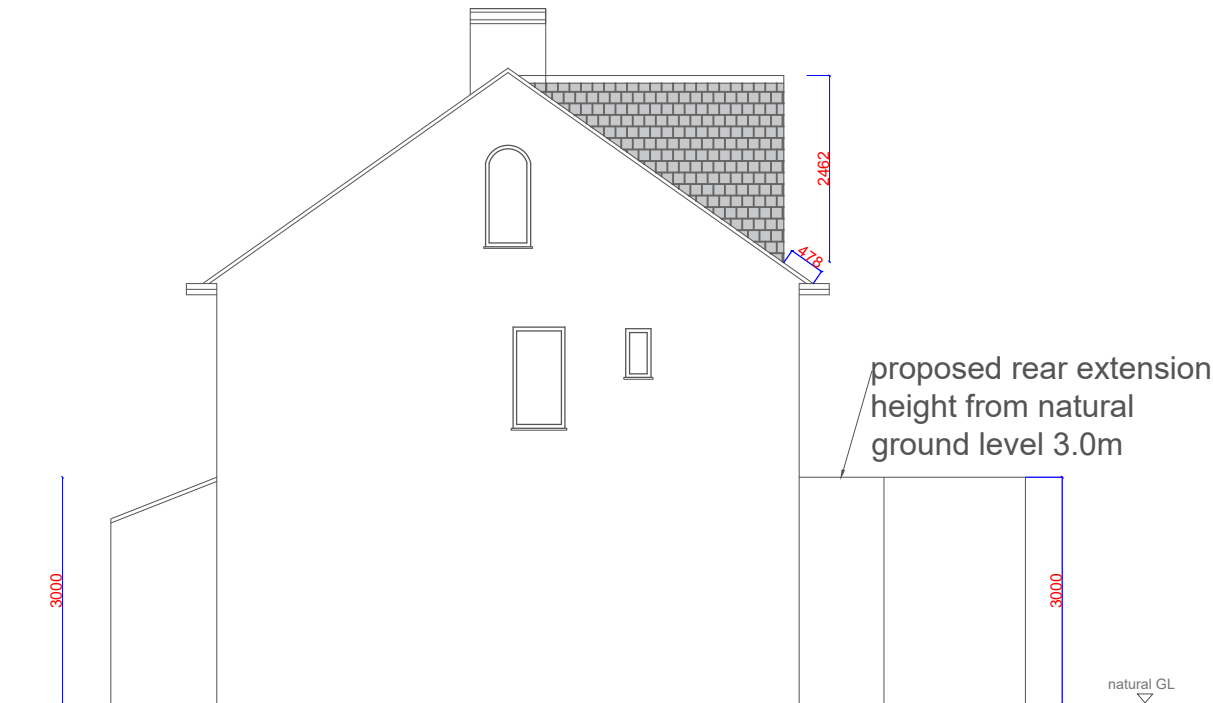 2462
478
proposed rear extension
height from natural
ground level 3.0m
3000
3000
natural GL